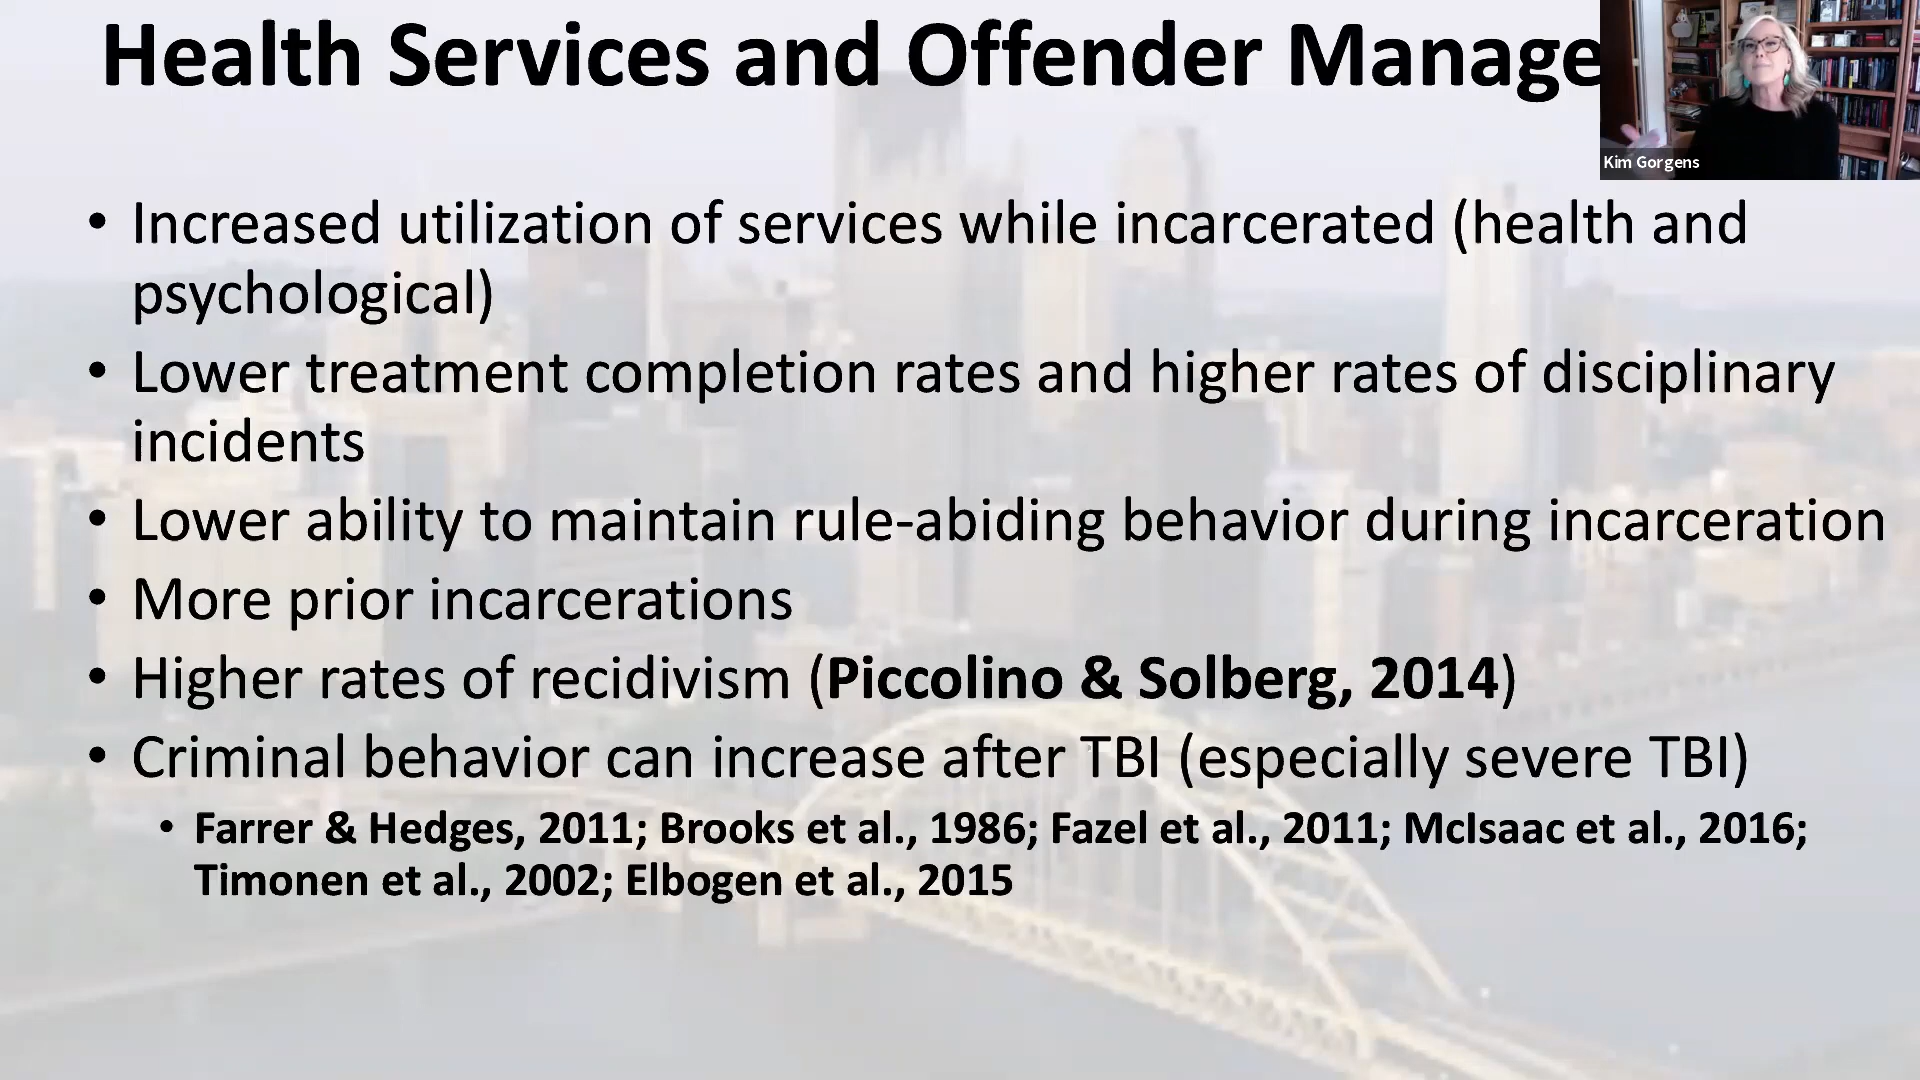 Health Services and Offender Manage
Kim Gorgens
• Increased utilization of services while incarcerated (health and
psychological)
• Lower treatment completion rates and higher rates of disciplinary
incidents
• Lower ability to maintain rule-abiding behavior during incarceration
• More prior incarcerations
• Higher rates of recidivism (Piccolino & Solberg, 2014)
• Criminal behavior can increase after TBI (especially severe TBI)
• Farrer & Hedges, 2011; Brooks et al., 1986; Fazel et al., 2011; McIsaac et al., 2016;
Timonen et al., 2002; Elbogen et al., 2015